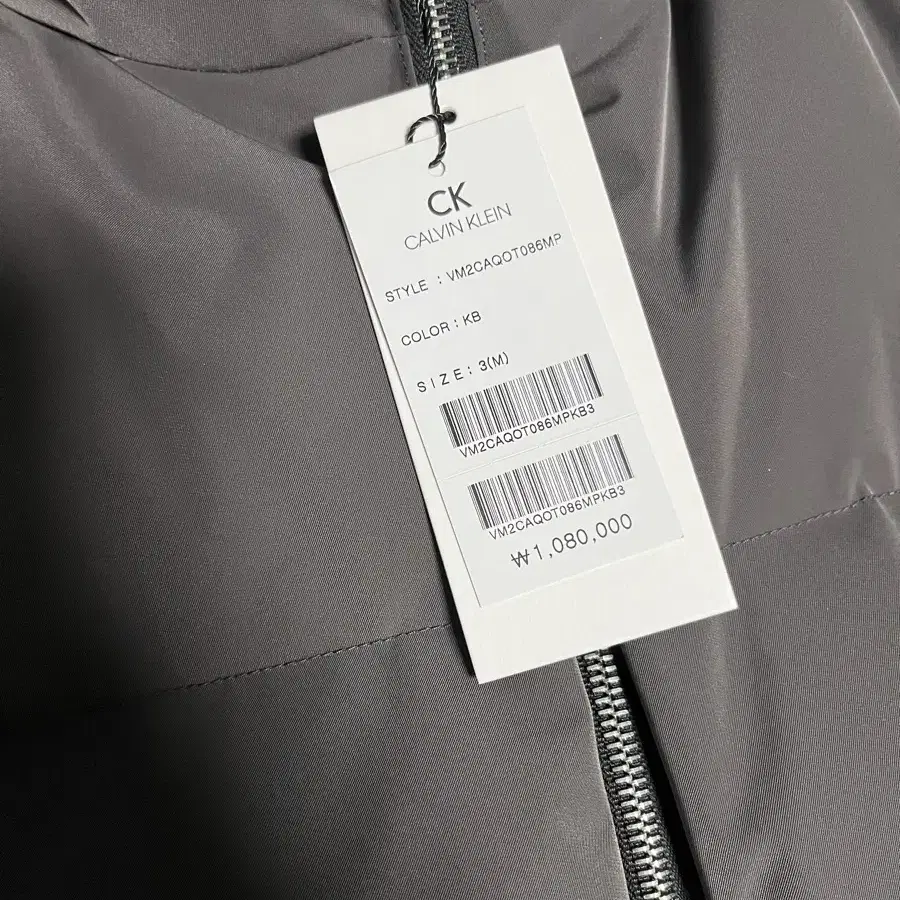 CK
CALVIN KLEIN
STYLE : VM2CAQOT086MP
COLOR : KB
SIZE : 3(M)
VM2CAQOT086MPKB3
VM2CAQOT086MPKB3
₩1,080,000